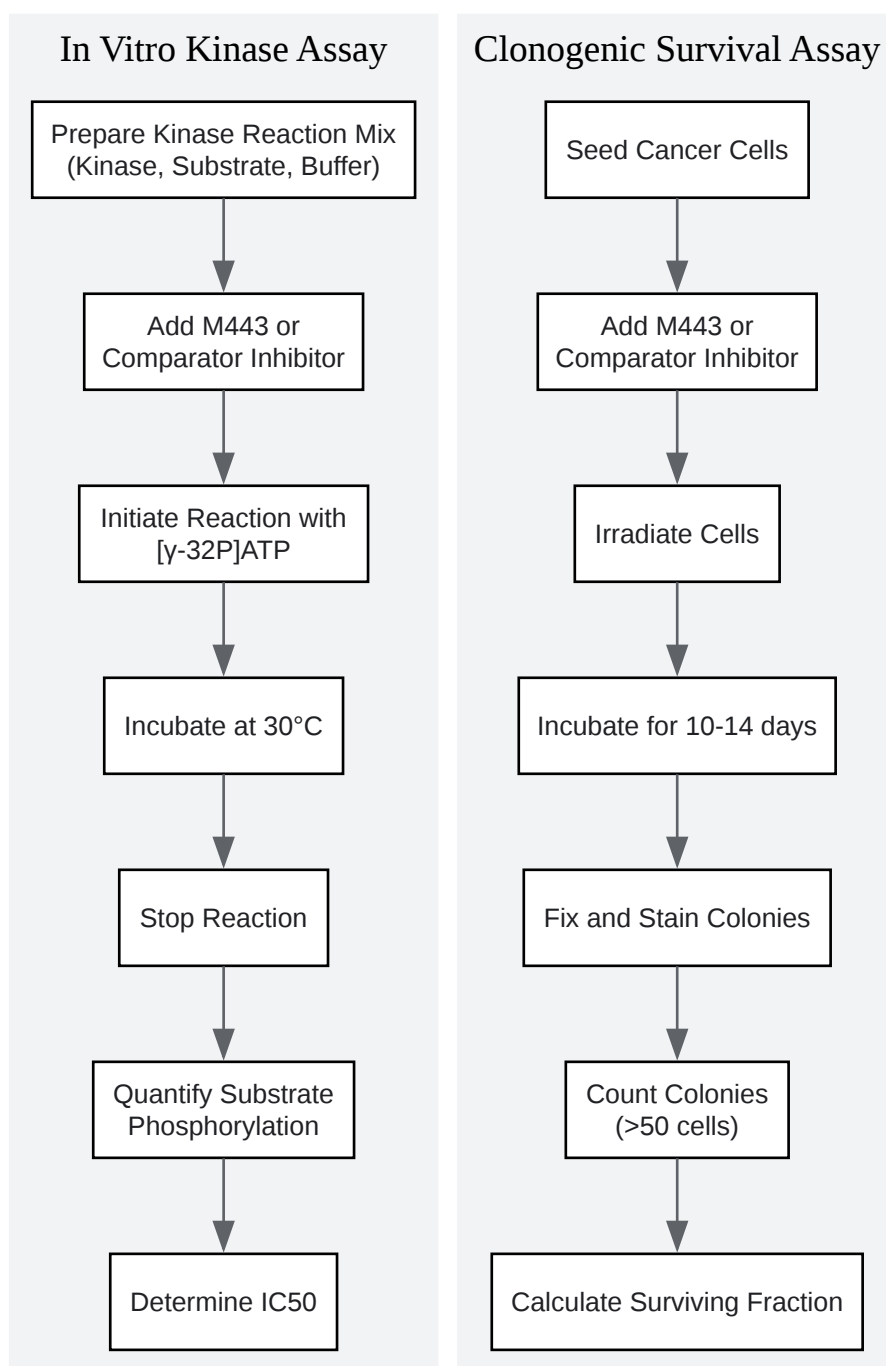 In Vitro Kinase Assay
Prepare Kinase Reaction Mix
(Kinase, Substrate, Buffer)
Add M443 or
Comparator Inhibitor
Initiate Reaction with
[γ-32P]ATP
Incubate at 30°C
Stop Reaction
Quantify Substrate
Phosphorylation
Determine IC50
Clonogenic Survival Assay
Seed Cancer Cells
Add M443 or
Comparator Inhibitor
Irradiate Cells
Incubate for 10-14 days
Fix and Stain Colonies
Count Colonies
(>50 cells)
Calculate Surviving Fraction